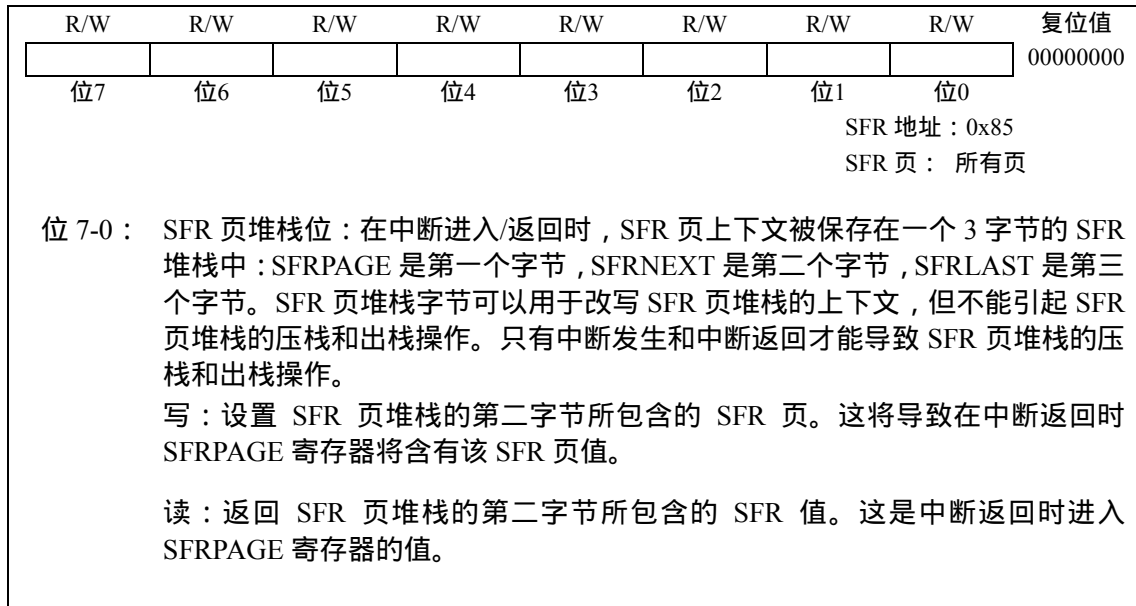 R/W R/W R/W R/W R/W R/W R/W R/W 复位值
00000000
位7 位6 位5 位4 位3 位2 位1 位0
SFR 地址：0x85
SFR 页： 所有页
位 7-0： SFR 页堆栈位：在中断进入/返回时，SFR 页上下文被保存在一个 3 字节的 SFR
堆栈中：SFRPAGE 是第一个字节，SFRNEXT 是第二个字节，SFRLAST 是第三
个字节。SFR 页堆栈字节可以用于改写 SFR 页堆栈的上下文，但不能引起 SFR
页堆栈的压栈和出栈操作。只有中断发生和中断返回才能导致 SFR 页堆栈的压
栈和出栈操作。
写：设置 SFR 页堆栈的第二字节所包含的 SFR 页。这将导致在中断返回时
SFRPAGE 寄存器将含有该 SFR 页值。
读：返回 SFR 页堆栈的第二字节所包含的 SFR 值。这是中断返回时进入
SFRPAGE 寄存器的值。